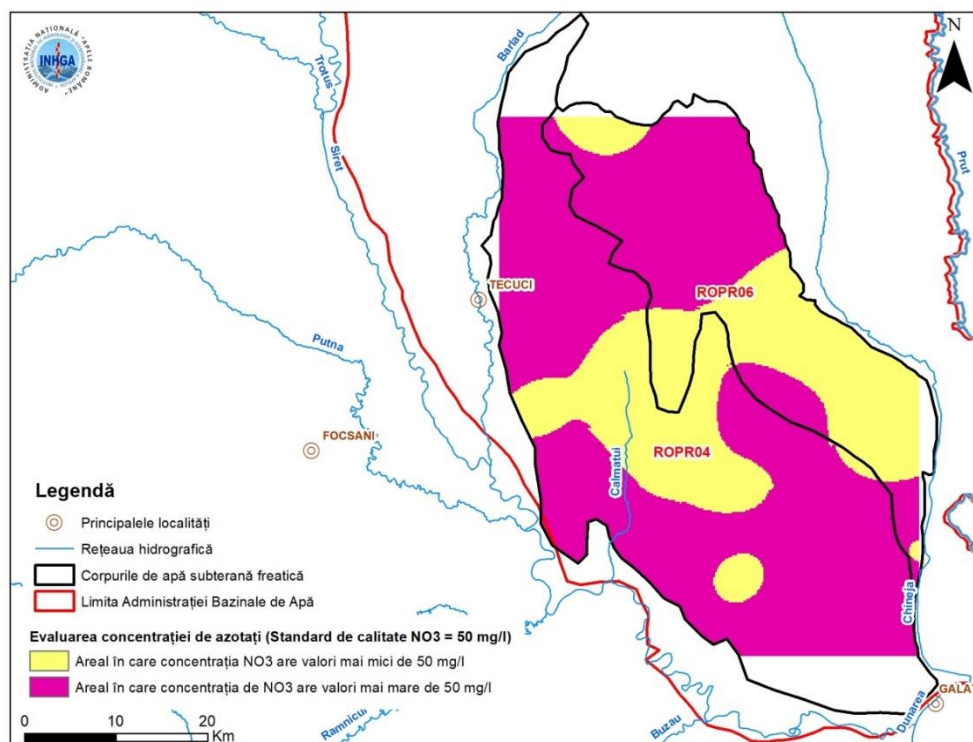 ADMINISTRAȚIA NAȚIONALĂ "APELE ROMÂNE"
INHGA
N
Barlad
Trotus
Siret
Prut
TECUCI
ROPR06
Putna
FOCSANI
ROPR04
Calmatui
Chineja
Legendă
Principalele localități
Rețeaua hidrografică
Corpurile de apă subterană freatică
Limita Administrației Bazinale de Apă
Evaluarea concentrației de azotați (Standard de calitate NO3 = 50 mg/l)
Areal în care concentrația NO3 are valori mai mici de 50 mg/l
Areal în care concentrația de NO3 are valori mai mare de 50 mg/l
GALAT
Dunarea
Buzau
Ramnicul
0 10 20
Km